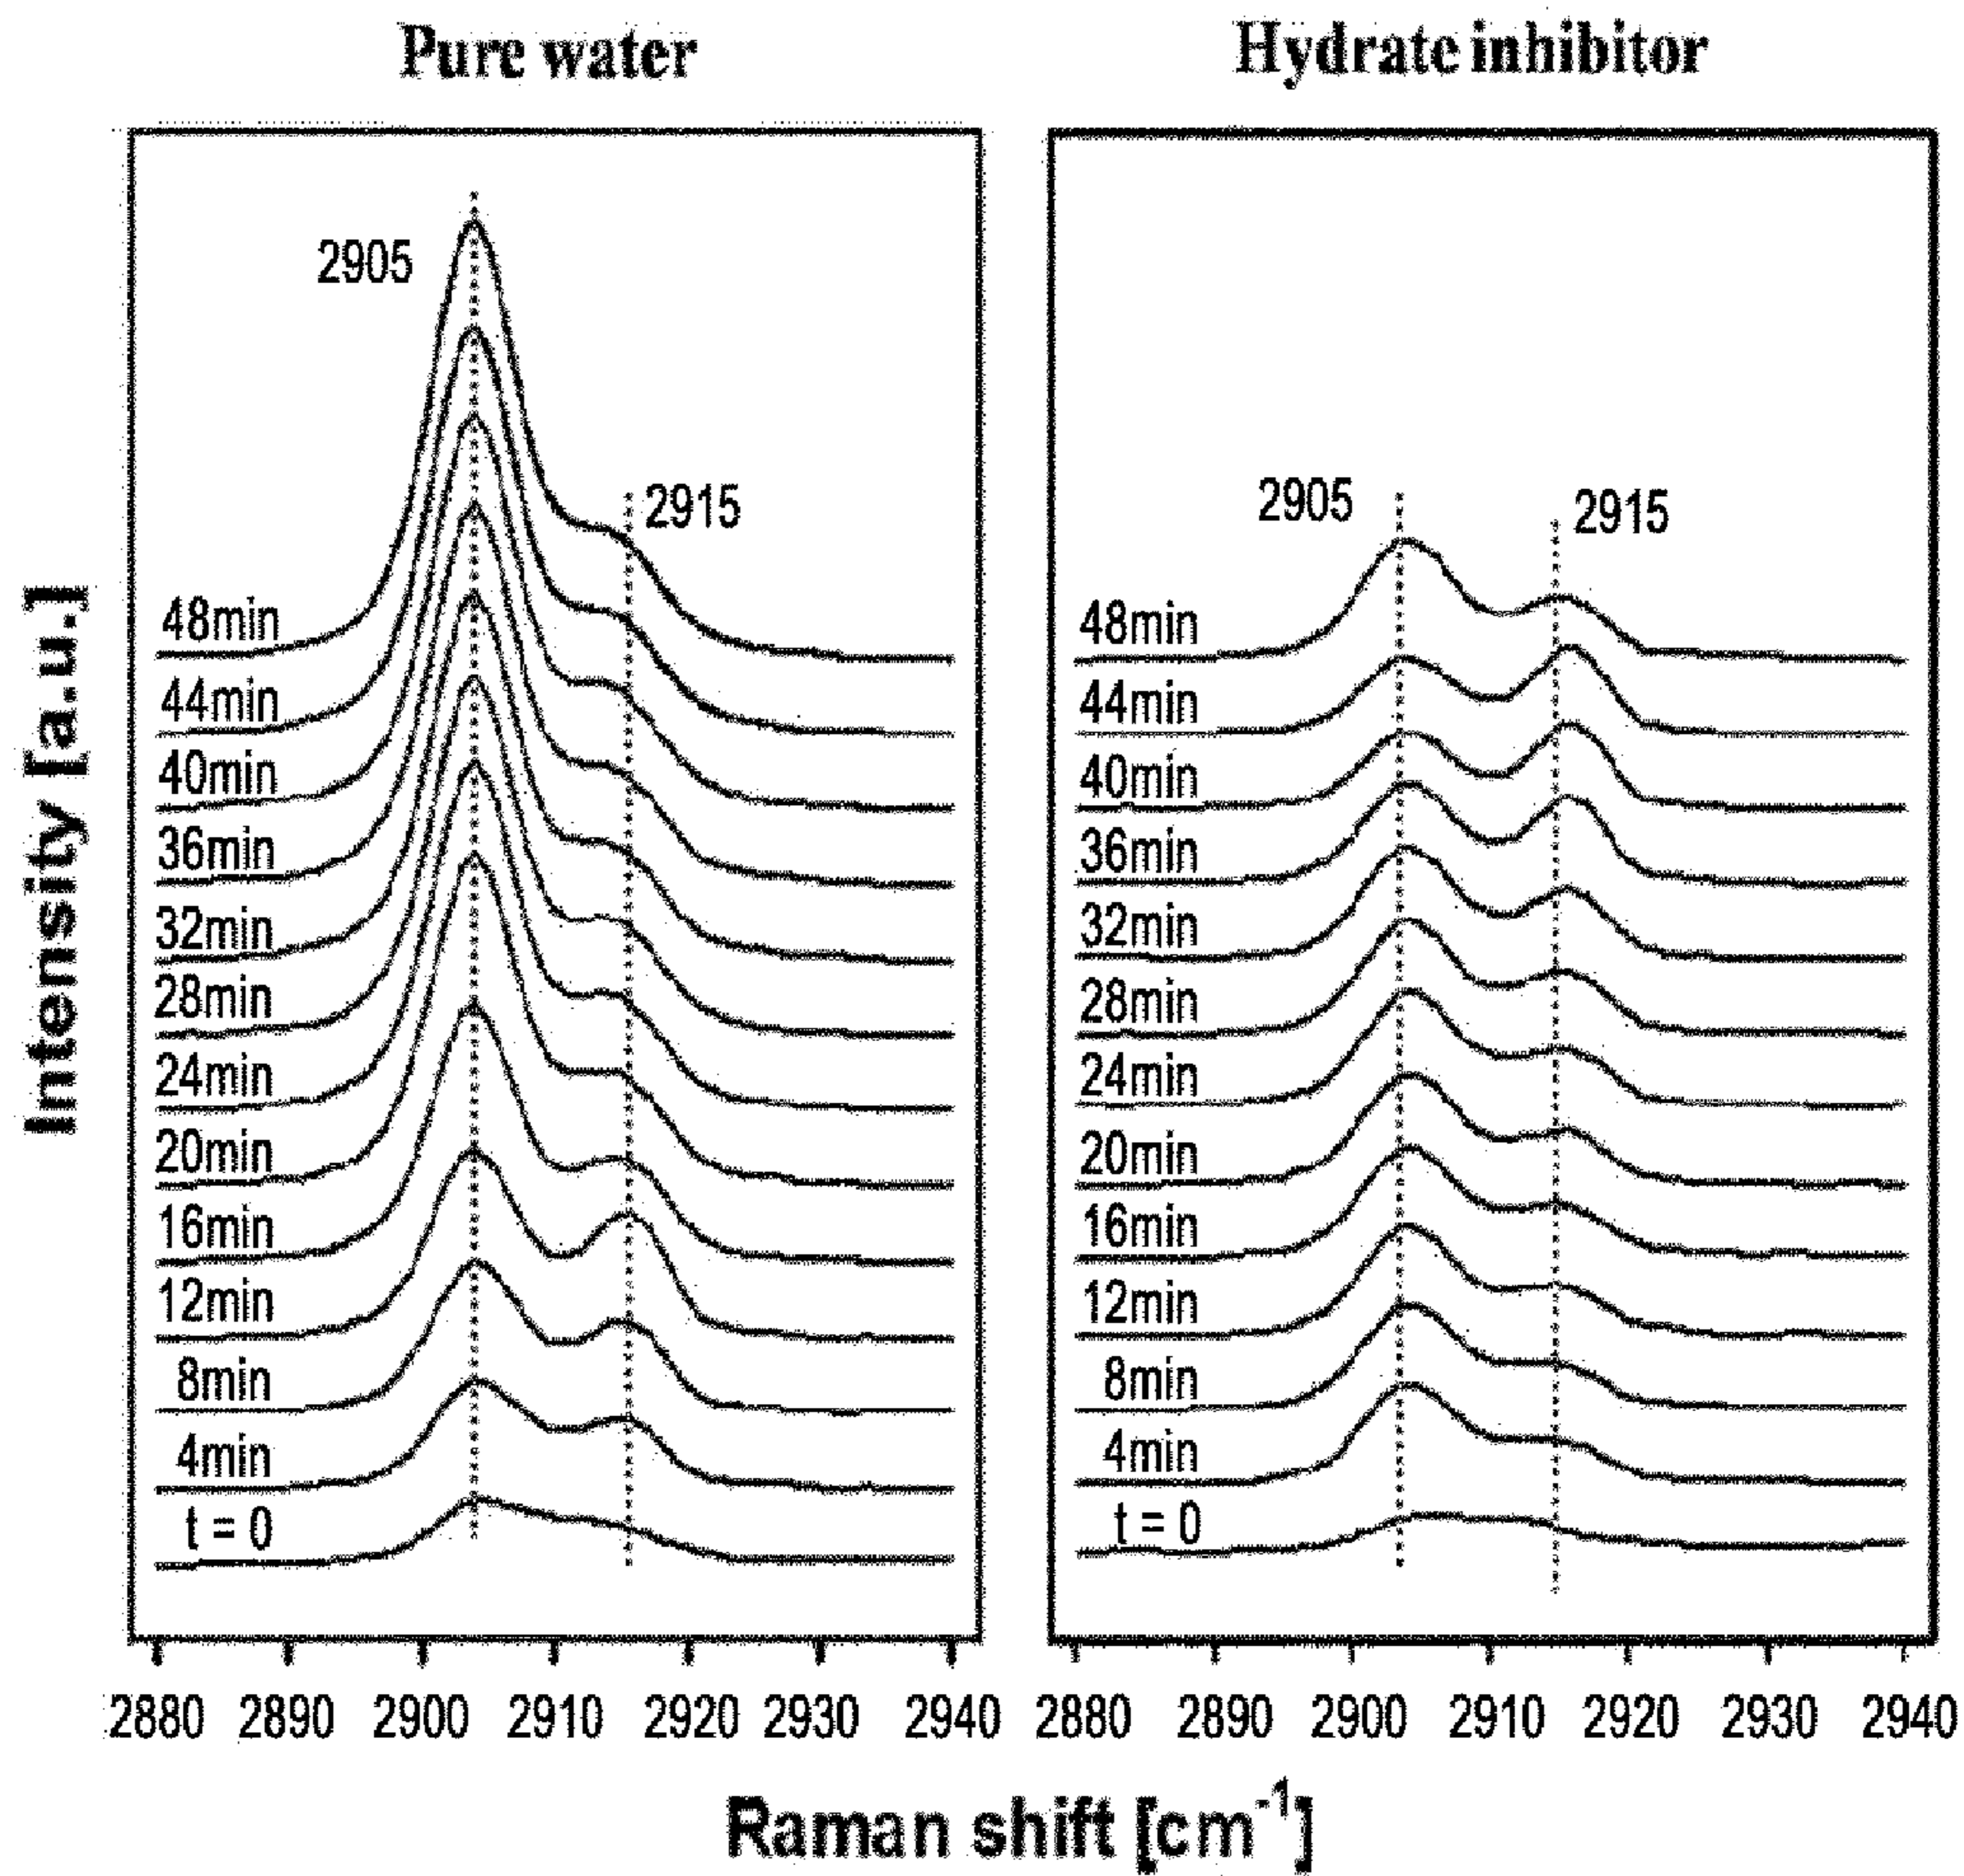 Pure water
Hydrate inhibitor
Intensity [a.u.]
2905
2915
48min
44min
40min
36min
32min
28min
24min
20min
16min
12min
8min
4min
t = 0
2880 2890 2900 2910 2920 2930 2940
2905
2915
48min
44min
40min
36min
32min
28min
24min
20min
16min
12min
8min
4min
t = 0
2880 2890 2900 2910 2920 2930 2940
Raman shift [cm⁻¹]